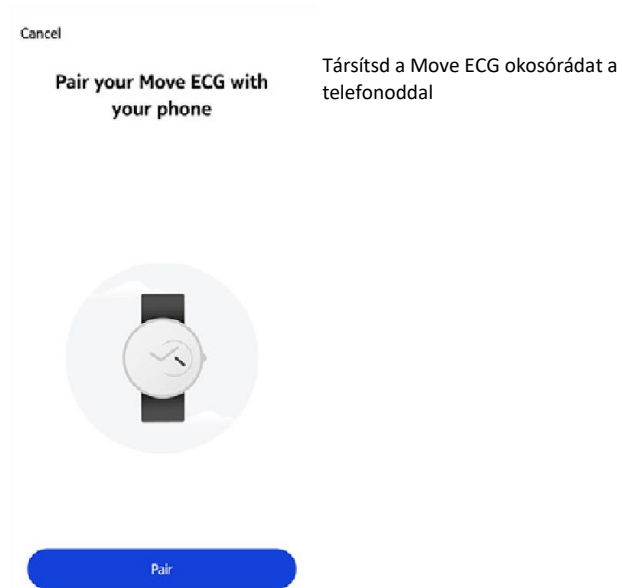 Cancel
Pair your Move ECG with
your phone
Társítsd a Move ECG okosórádat a
telefonoddal
Pair